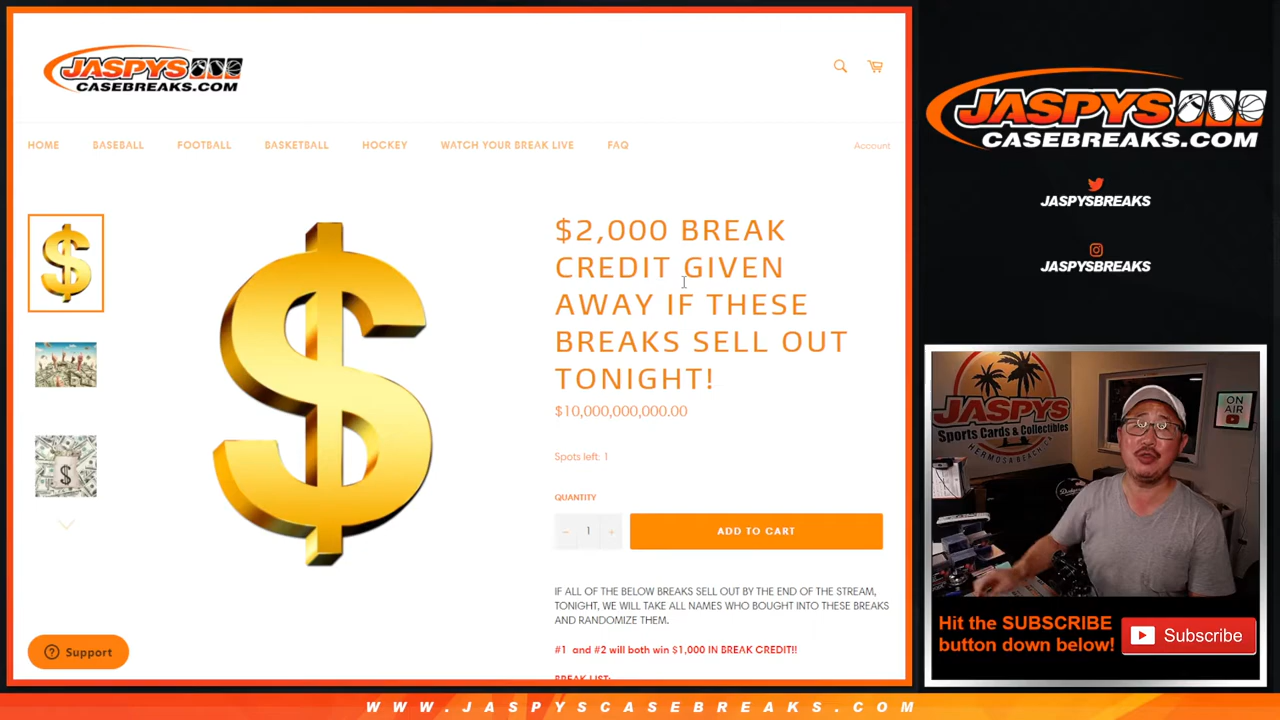 JASPYS
CASEBREAKS.COM
HOME BASEBALL FOOTBALL BASKETBALL HOCKEY WATCH YOUR BREAK LIVE FAQ Account
$2,000 BREAK
CREDIT GIVEN
AWAY IF THESE
BREAKS SELL OUT
TONIGHT!
$10,000,000,000.00
Spots left: 1
QUANTITY
− 1 +
ADD TO CART
IF ALL OF THE BELOW BREAKS SELL OUT BY THE END OF THE STREAM,
TONIGHT, WE WILL TAKE ALL NAMES WHO BOUGHT INTO THESE BREAKS
AND RANDOMIZE THEM.
#1 and #2 will both win $1,000 IN BREAK CREDIT!!
BREAK LIST:
Support
JASPYS
CASEBREAKS.COM
JASPYSBREAKS
JASPYSBREAKS
JASPYS
Sports Cards & Collectibles
HERMOSA BEACH, CA
ON
AIR
Dodgers
Hit the SUBSCRIBE
button down below!
Subscribe
WWW.JASPYSCASEBREAKS.COM